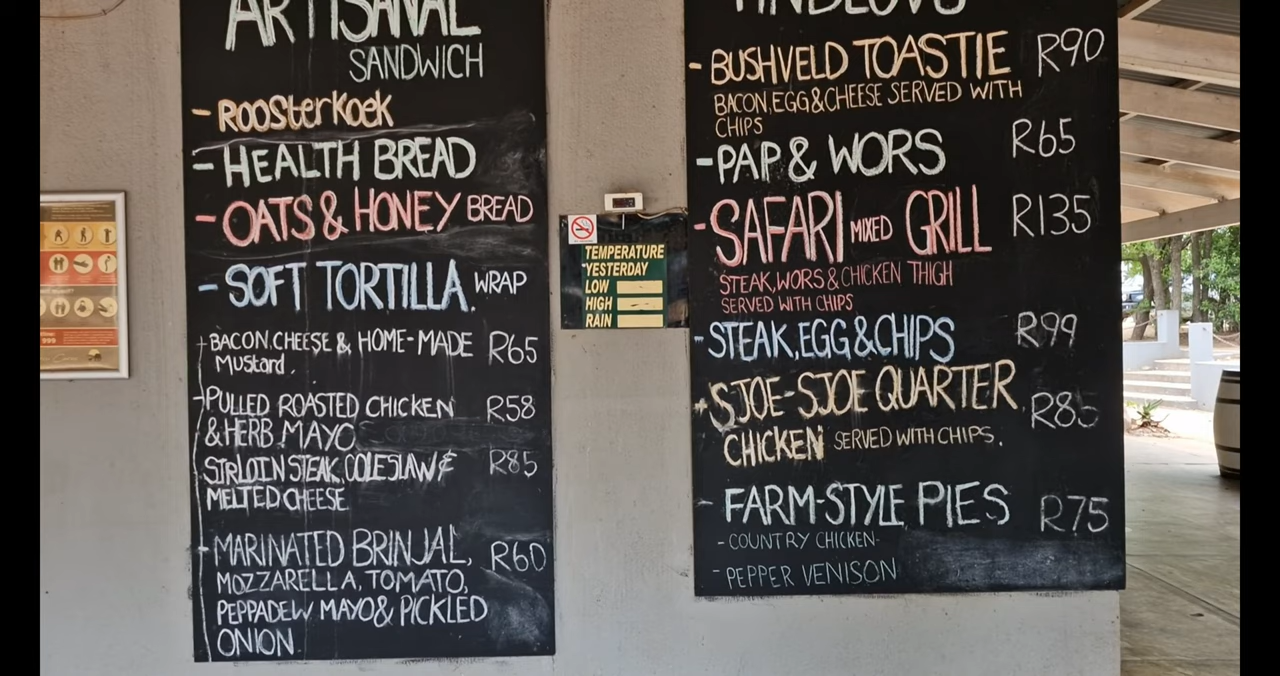 ARTISANAL
SANDWICH
- Roosterkoek
- HEALTH BREAD
- OATS & HONEY BREAD
- SOFT TORTILLA. WRAP
+ BACON, CHEESE & HOME-MADE R65
Mustard.
- PULLED ROASTED CHICKEN R58
& HERB MAYO
SIRLOIN STEAK, COLESLAW & R85
MELTED CHEESE
- MARINATED BRINJAL, R60
MOZZARELLA, TOMATO,
PEPPADEW MAYO & PICKLED
ONION
TEMPERATURE
YESTERDAY
LOW
HIGH
RAIN
- BUSHVELD TOASTIE R90
BACON, EGG & CHEESE SERVED WITH
CHIPS
- PAP & WORS R65
- SAFARI MIXED GRILL R135
STEAK, WORS & CHICKEN THIGH
SERVED WITH CHIPS
- STEAK, EGG & CHIPS R99
- SJOE-SJOE QUARTER R85
CHICKEN SERVED WITH CHIPS.
- FARM-STYLE PIES R75
- COUNTRY CHICKEN-
- PEPPER VENISON